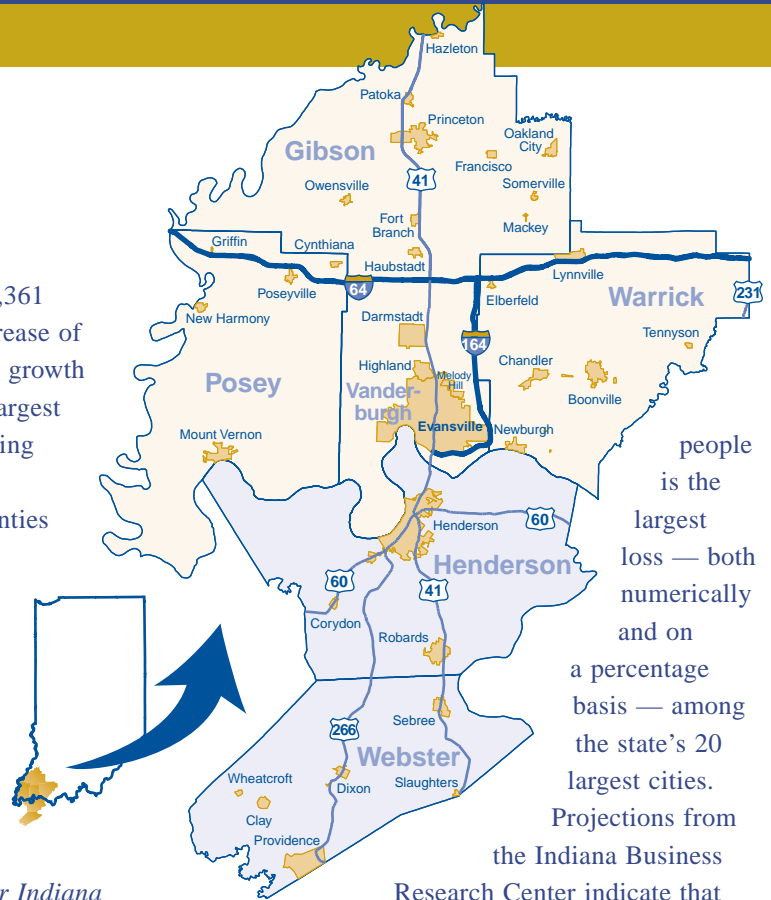 Hazleton
Patoka
Princeton
Oakland
City
Gibson
Francisco
41
Owensville
Somerville
Fort
Branch
Mackey
Griffin
Cynthiana
Haubstadt
Lynnville
64
Poseyville
Elberfeld
Warrick
231
New Harmony
Darmstadt
164
Tennyson
Highland
Melody
Hill
Chandler
Posey
Vander-
burgh
Boonville
Evansville
Newburgh
Mount Vernon
Henderson
60
Henderson
60
41
Corydon
Robards
Sebree
266
Webster
Wheatcroft
Dixon
Slaughters
Clay
Providence
,361
rease of
growth
argest
ing
nties
r Indiana
people
is the
largest
loss — both
numerically
and on
a percentage
basis — among
the state’s 20
largest cities.
Projections from
the Indiana Business
Research Center indicate that